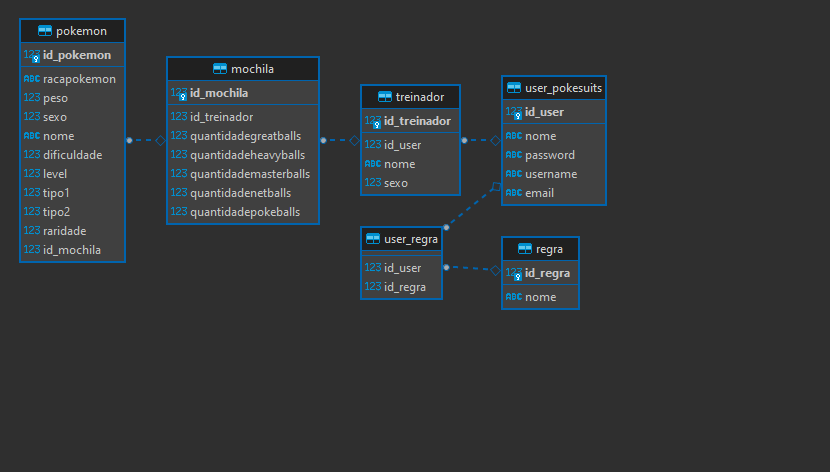 pokemon
123 id_pokemon
ABC racapokemon
123 peso
123 sexo
ABC nome
123 dificuldade
123 level
123 tipo1
123 tipo2
123 raridade
123 id_mochila
mochila
123 id_mochila
123 id_treinador
123 quantidadegreatballs
123 quantidadeheavyballs
123 quantidademasterballs
123 quantidadenetballs
123 quantidadepokeballs
treinador
123 id_treinador
123 id_user
ABC nome
123 sexo
user_pokesuits
123 id_user
ABC nome
ABC password
ABC username
ABC email
user_regra
123 id_user
123 id_regra
regra
123 id_regra
ABC nome